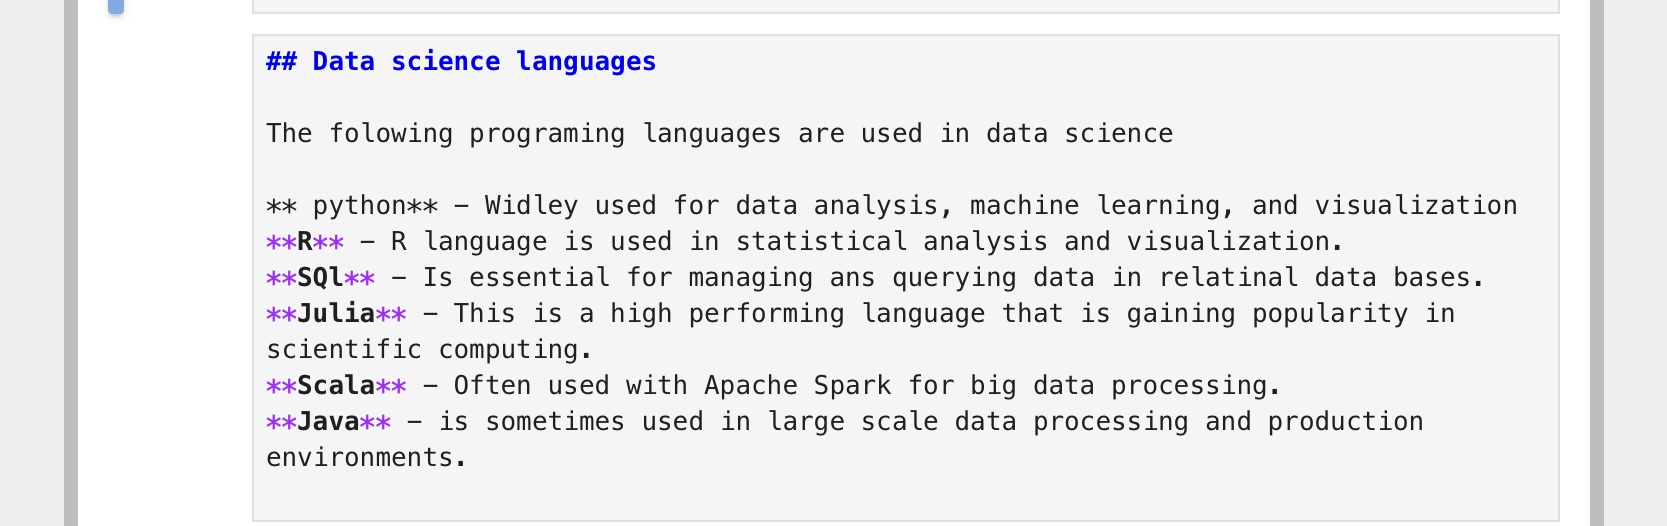 ## Data science languages
The folowing programing languages are used in data science
** python** – Widley used for data analysis, machine learning, and visualization
**R** – R language is used in statistical analysis and visualization.
**SQl** – Is essential for managing ans querying data in relatinal data bases.
**Julia** – This is a high performing language that is gaining popularity in
scientific computing.
**Scala** – Often used with Apache Spark for big data processing.
**Java** – is sometimes used in large scale data processing and production
environments.